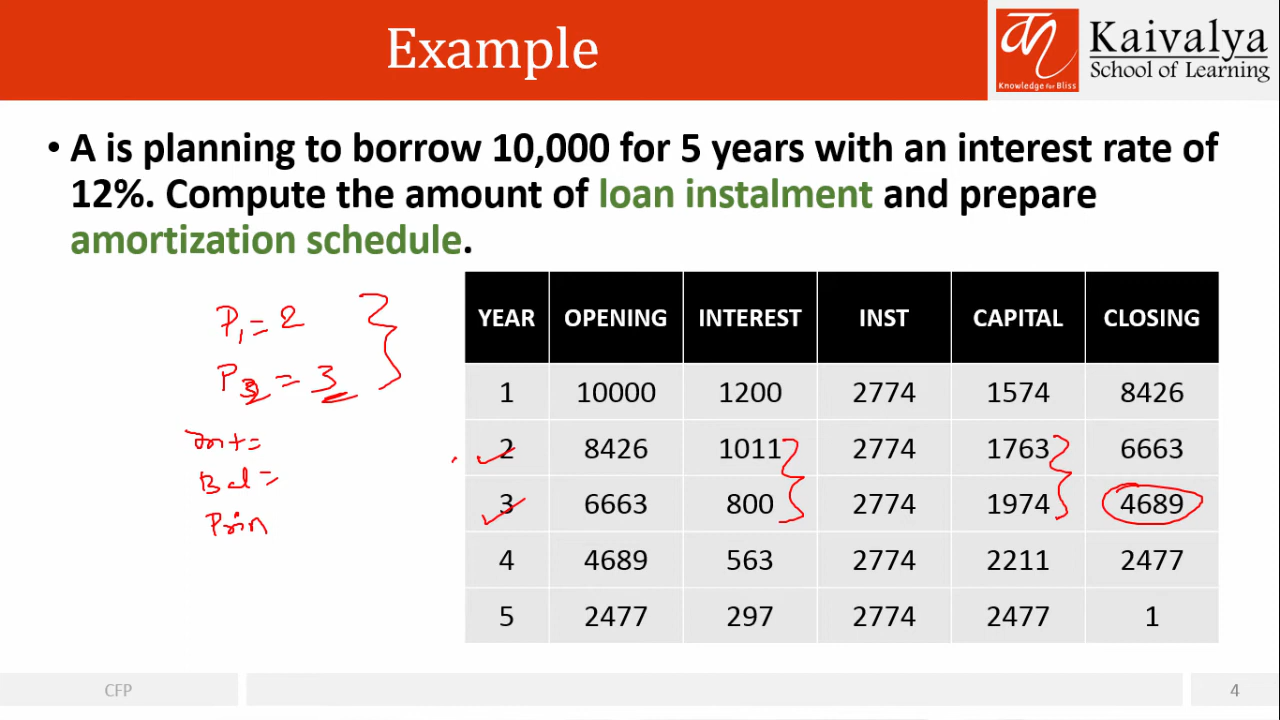 Example
Kaivalya
School of Learning
Knowledge for Bliss
• A is planning to borrow 10,000 for 5 years with an interest rate of
12%. Compute the amount of loan instalment and prepare
amortization schedule.
P1 = 2
P2 = 3
Int =
Bal =
Prin
YEAR OPENING INTEREST INST CAPITAL CLOSING
1 10000 1200 2774 1574 8426
2 8426 1011 2774 1763 6663
3 6663 800 2774 1974 4689
4 4689 563 2774 2211 2477
5 2477 297 2774 2477 1
CFP
4